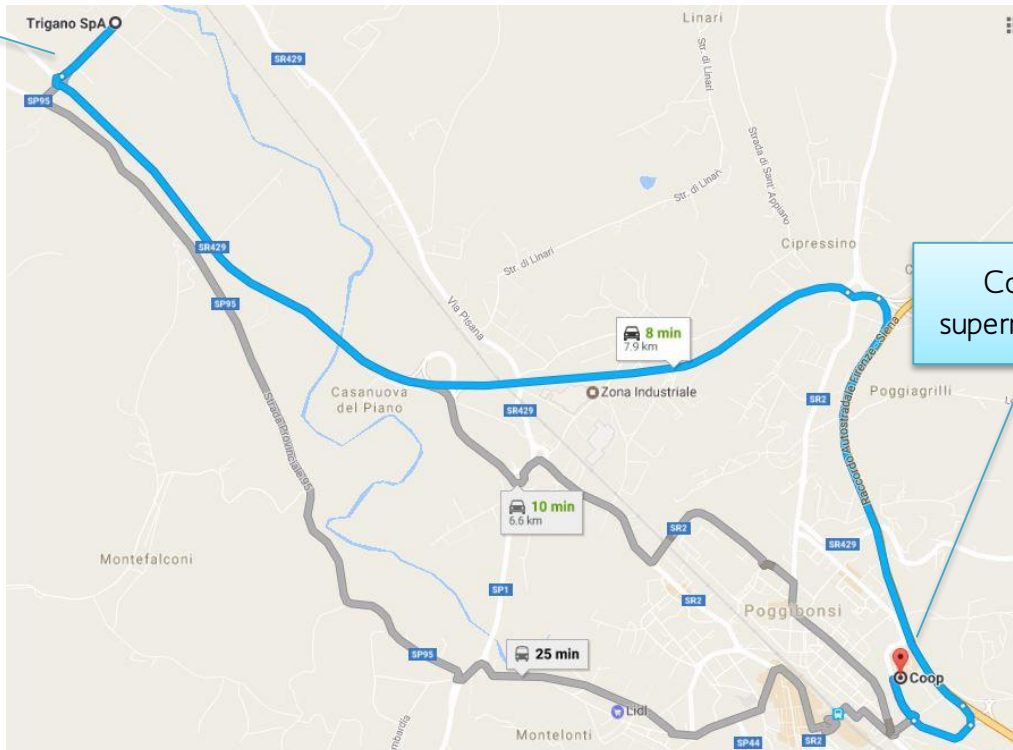 Trigano SpA
Linari
SR429
Str. di Linari
SP95
Strada di Sant'Appiano
Str. di Linari
Cipressino
SR429
Str. di Linari
SP95
Via Pisana
8 min
7.9 km
Raccordo Autostradale Firenze - Siena
Casanuova
del Piano
Zona Industriale
SR2
Poggiagrilli
SR429
Strada Provinciale 95
10 min
6.6 km
SR2
Montefalconi
SR429
SP1
SR2
Poggibonsi
SP95
25 min
Coop
Lidl
Montelonti
SP44
SR2